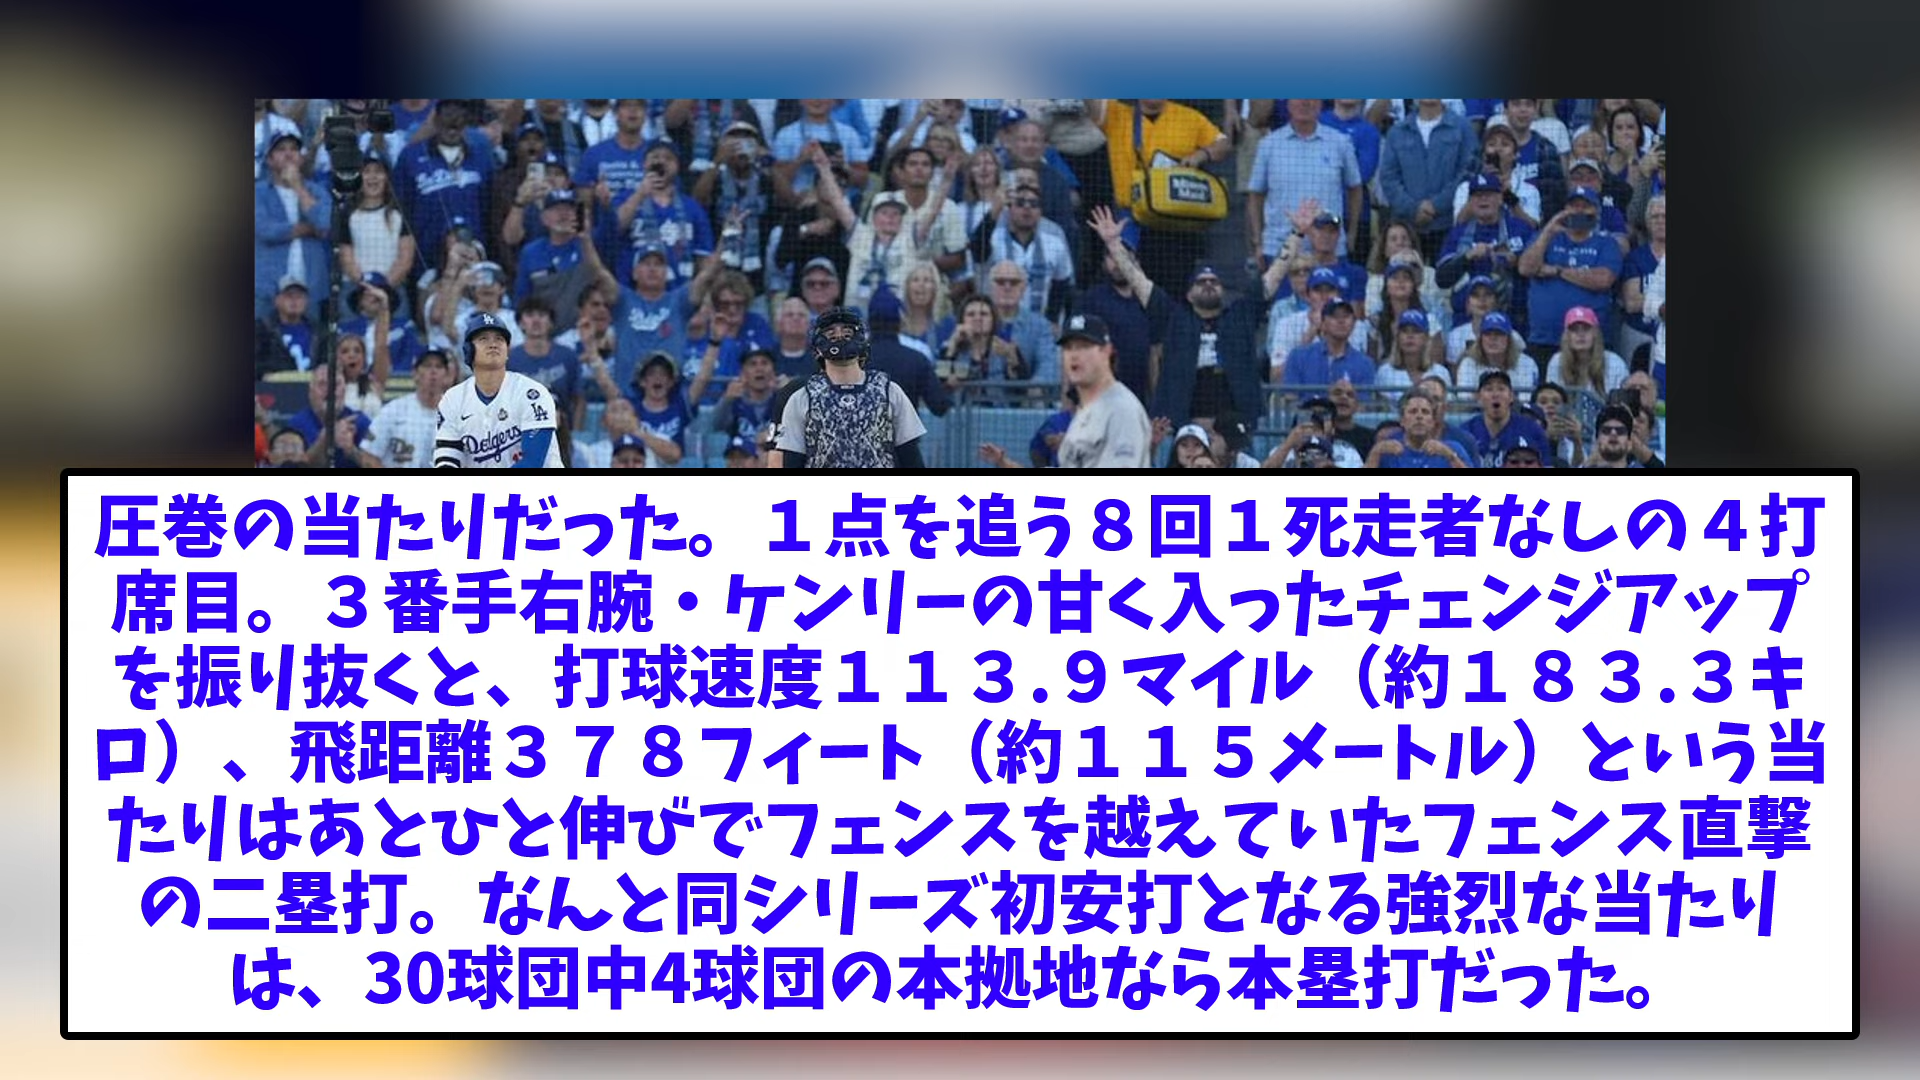 圧巻の当たりだった。１点を追う８回１死走者なしの４打
席目。３番手右腕・ケンリーの甘く入ったチェンジアップ
を振り抜くと、打球速度１１３.９マイル（約１８３.３キ
ロ）、飛距離３７８フィート（約１１５メートル）という当
たりはあとひと伸びでフェンスを越えていたフェンス直撃
の二塁打。なんと同シリーズ初安打となる強烈な当たり
は、30球団中4球団の本拠地なら本塁打だった。
Dodgers
LA